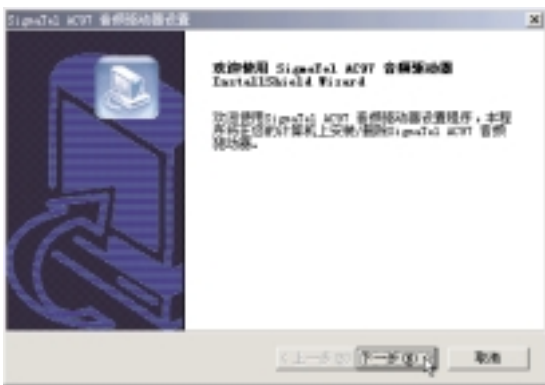 SigmaTel AC97 音频驱动器设置
欢迎使用 SigmaTel AC97 音频驱动器
InstallShield Wizard
欢迎使用SigmaTel AC97 音频驱动器设置程序。本程
序将在您的计算机上安装/删除SigmaTel AC97 音频
驱动器。
<上一步(B) 下一步(N)> 取消